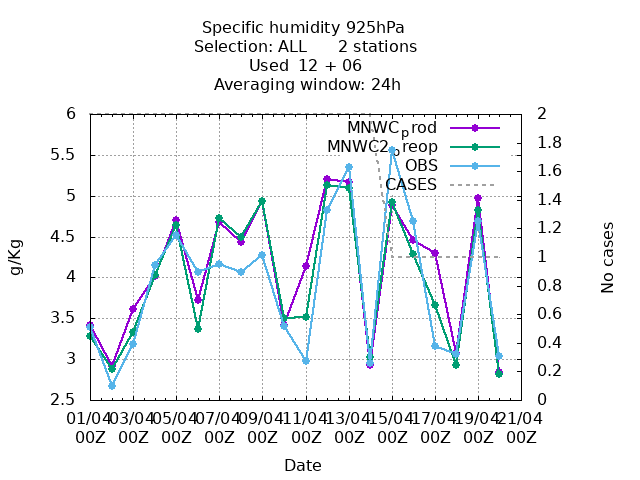 Specific humidity 925hPa
Selection: ALL 2 stations
Used 12 + 06
Averaging window: 24h
6 2
MNWCprod
1.8
MNWC2preop
5.5 1.6
OBS
CASES
5 1.4
4.5 1.2
4 1
0.8
3.5 0.6
3 0.4
0.2
2.5 0
g/Kg
No cases
01/04 03/04 05/04 07/04 09/04 11/04 13/04 15/04 17/04 19/04 21/04
00Z 00Z 00Z 00Z 00Z 00Z 00Z 00Z 00Z 00Z 00Z
Date